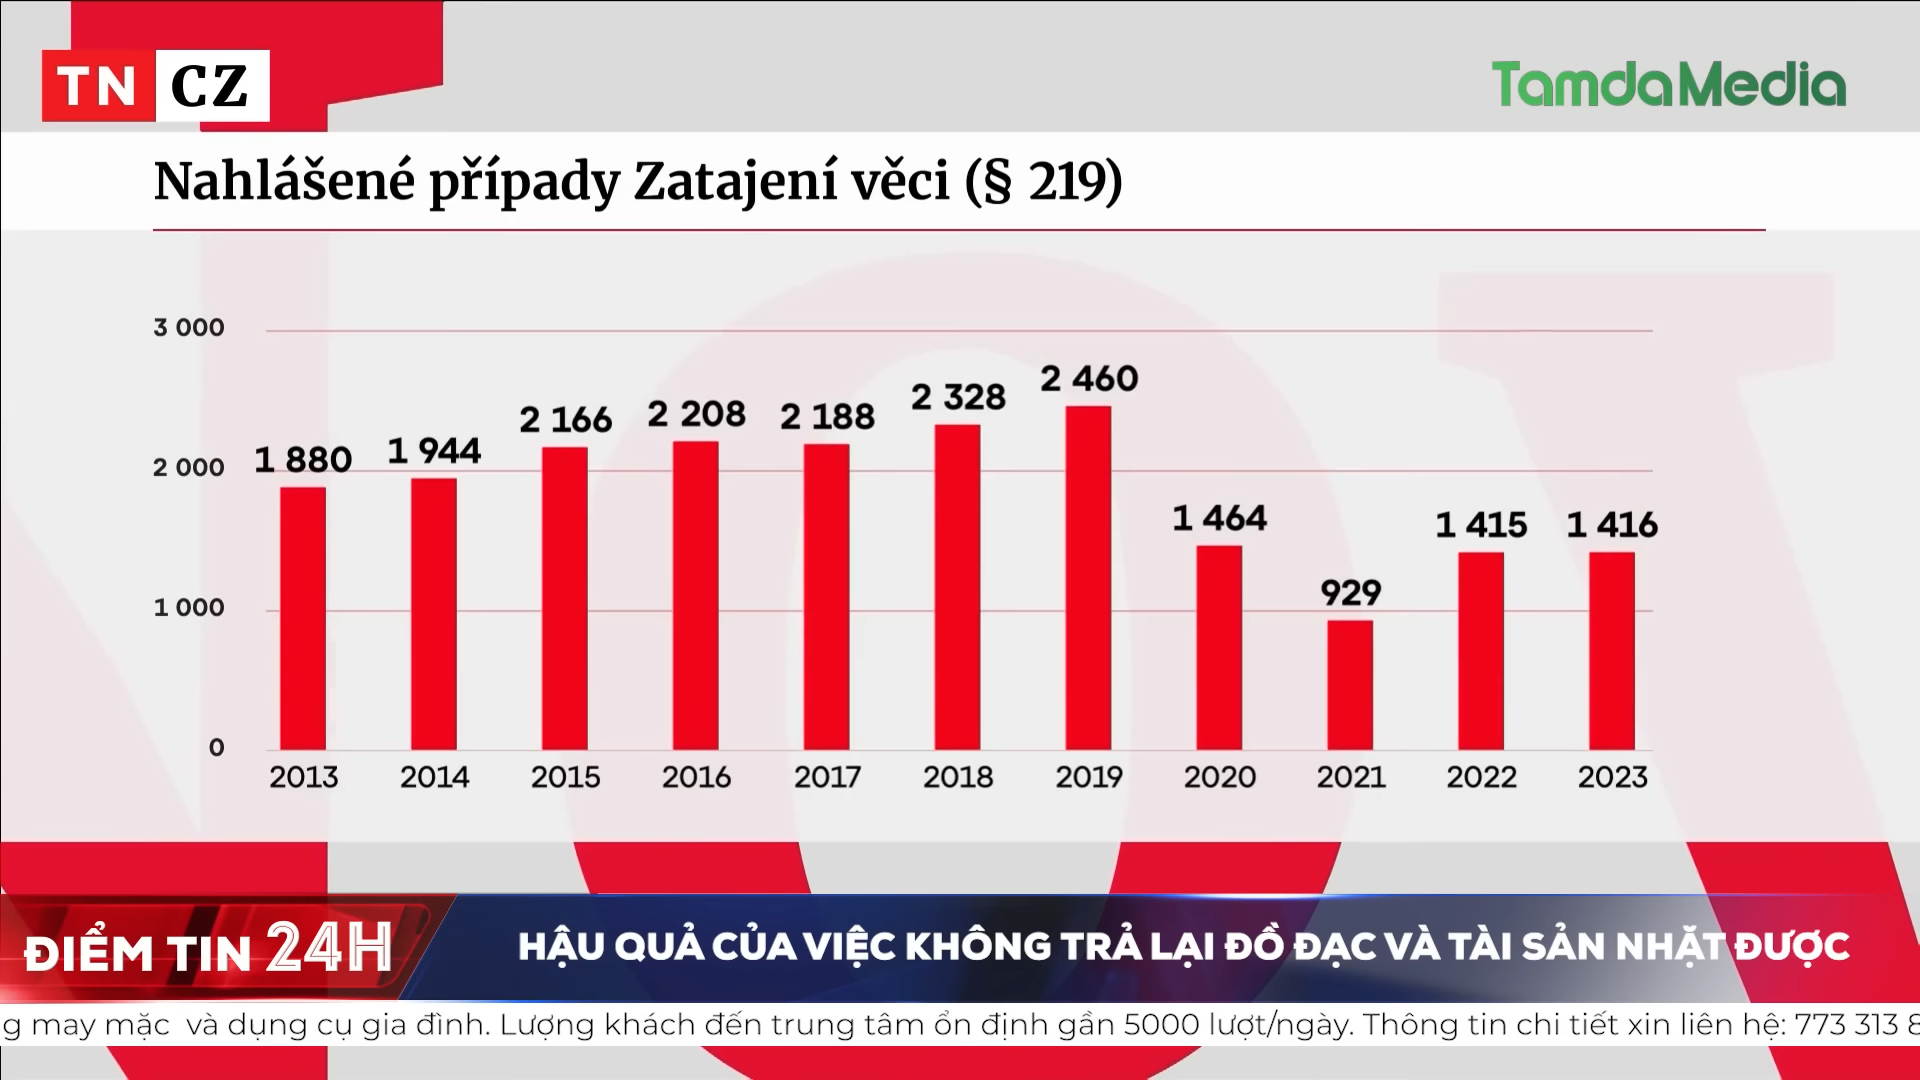 TN CZ
TamdaMedia
Nahlášené případy Zatajení věci (§ 219)
3 000
2 000
1 000
0
1 880
1 944
2 166
2 208
2 188
2 328
2 460
1 464
929
1 415
1 416
2013 2014 2015 2016 2017 2018 2019 2020 2021 2022 2023
ĐIỂM TIN 24H
HẬU QUẢ CỦA VIỆC KHÔNG TRẢ LẠI ĐỒ ĐẠC VÀ TÀI SẢN NHẶT ĐƯỢC
g may mặc và dụng cụ gia đình. Lượng khách đến trung tâm ổn định gần 5000 lượt/ngày. Thông tin chi tiết xin liên hệ: 773 313 8